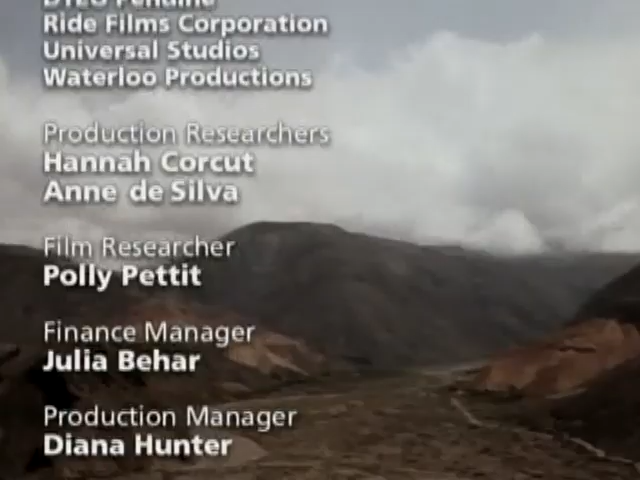 Ride Films Corporation
Universal Studios
Waterloo Productions
Production Researchers
Hannah Corcut
Anne de Silva
Film Researcher
Polly Pettit
Finance Manager
Julia Behar
Production Manager
Diana Hunter